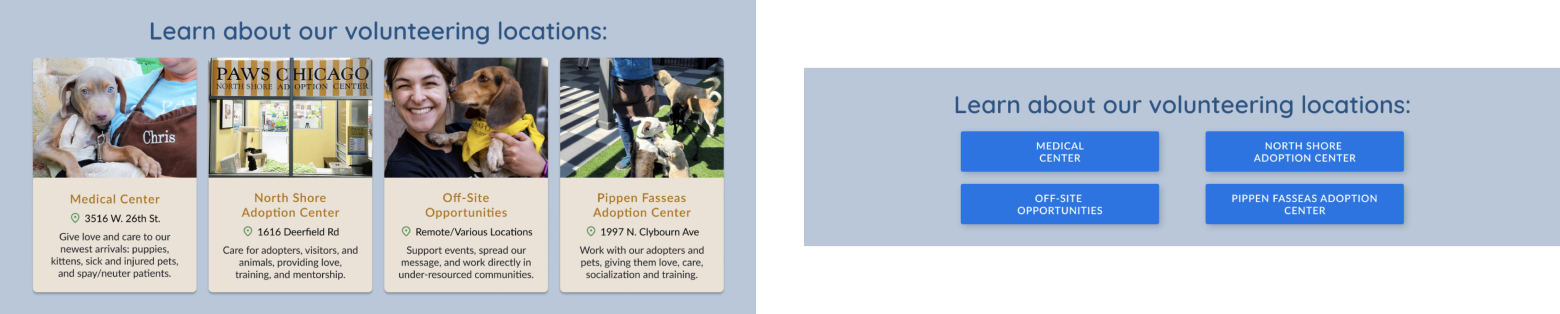 Learn about our volunteering locations:
Chris
PAWS CHICAGO
NORTH SHORE ADOPTION CENTER
Medical Center
3516 W. 26th St.
Give love and care to our
newest arrivals: puppies,
kittens, sick and injured pets,
and spay/neuter patients.
North Shore
Adoption Center
1616 Deerfield Rd
Care for adopters, visitors, and
animals, providing love,
training, and mentorship.
Off-Site
Opportunities
Remote/Various Locations
Support events, spread our
message, and work directly in
under-resourced communities.
Pippen Fasseas
Adoption Center
1997 N. Clybourn Ave
Work with our adopters and
pets, giving them love, care,
socialization and training.
Learn about our volunteering locations:
MEDICAL
CENTER
NORTH SHORE
ADOPTION CENTER
OFF-SITE
OPPORTUNITIES
PIPPEN FASSEAS ADOPTION
CENTER